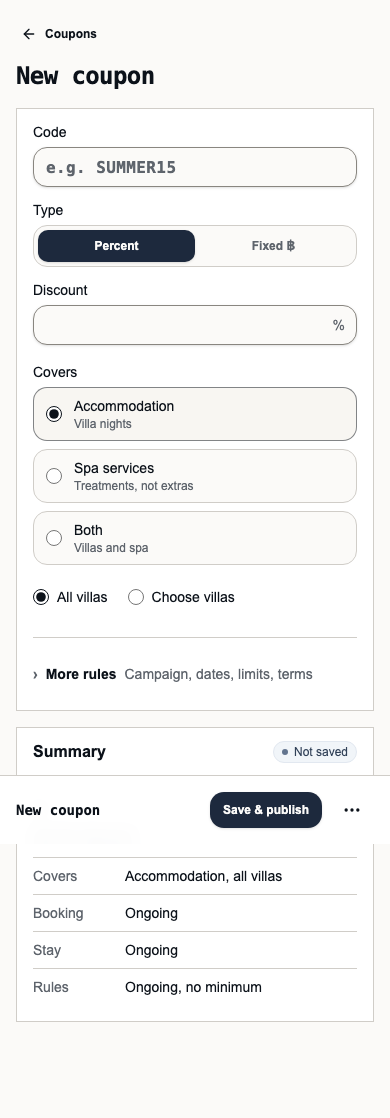 ← Coupons
New coupon
Code
e.g. SUMMER15
Type
Percent
Fixed ฿
Discount
%
Covers
Accommodation
Villa nights
Spa services
Treatments, not extras
Both
Villas and spa
All villas
Choose villas
› More rules Campaign, dates, limits, terms
Summary
Not saved
New coupon
Save & publish
•••
Covers Accommodation, all villas
Booking Ongoing
Stay Ongoing
Rules Ongoing, no minimum